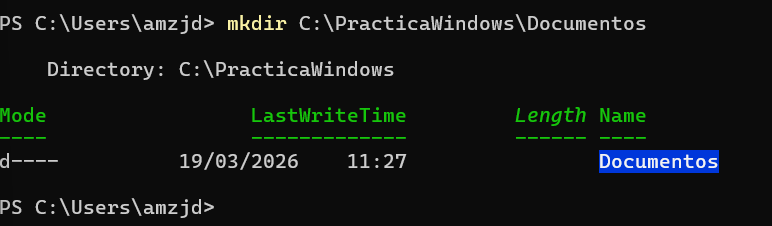 PS C:\Users\amzjd> mkdir C:\PracticaWindows\Documentos
Directory: C:\PracticaWindows
Mode LastWriteTime Length Name
---- ------------- ------ ----
d---- 19/03/2026 11:27 Documentos
PS C:\Users\amzjd>